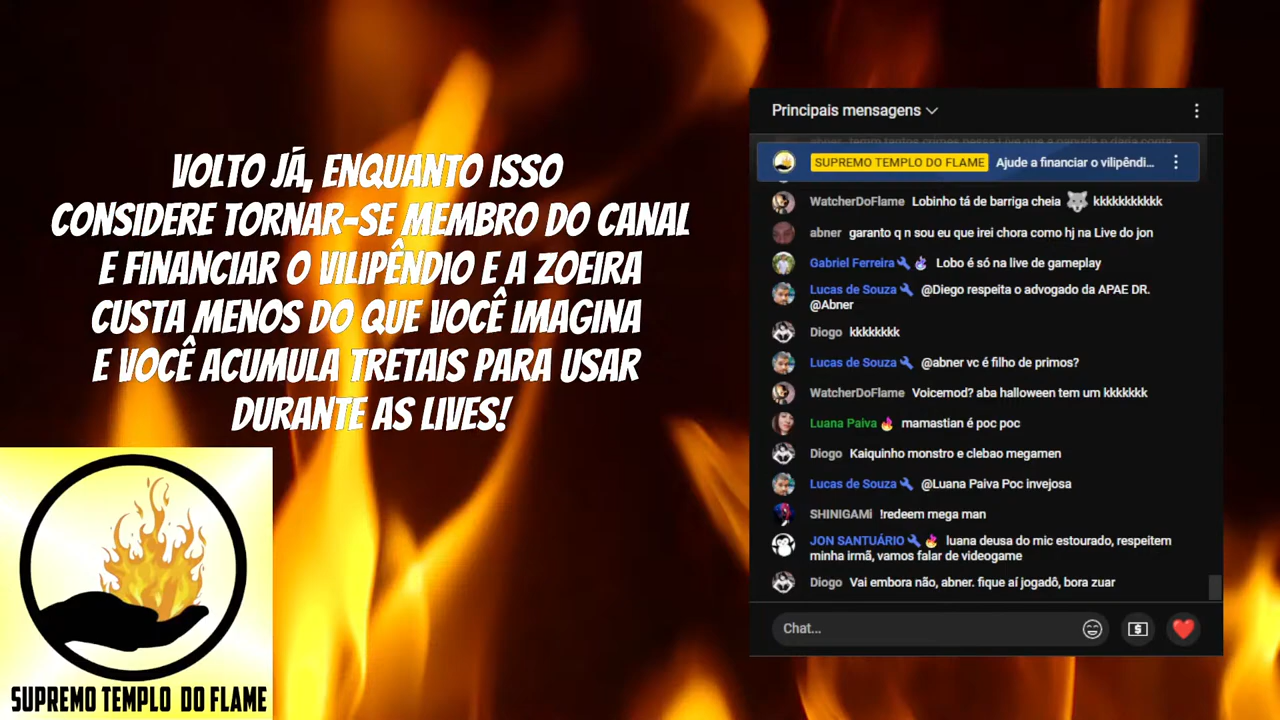 VOLTO JÁ, ENQUANTO ISSO
CONSIDERE TORNAR-SE MEMBRO DO CANAL
E FINANCIAR O VILIPÊNDIO E A ZOEIRA
CUSTA MENOS DO QUE VOCÊ IMAGINA
E VOCÊ ACUMULA TRETAIS PARA USAR
DURANTE AS LIVES!
SUPREMO TEMPLO DO FLAME
Principais mensagens
SUPREMO TEMPLO DO FLAME Ajude a financiar o vilipêndi...
WatcherDoFlame Lobinho tá de barriga cheia kkkkkkkkkkk
abner garanto q n sou eu que irei chora como hj na Live do jon
Gabriel Ferreira Lobo é só na live de gameplay
Lucas de Souza @Diego respeita o advogado da APAE DR.
@Abner
Diogo kkkkkkkk
Lucas de Souza @abner vc é filho de primos?
WatcherDoFlame Voicemod? aba halloween tem um kkkkkkk
Luana Paiva mamastian é poc poc
Diogo Kaiquinho monstro e clebao megamen
Lucas de Souza @Luana Paiva Poc invejosa
SHINIGAMi !redeem mega man
JON SANTUÁRIO luana deusa do mic estourado, respeitem
minha irmã, vamos falar de videogame
Diogo Vai embora não, abner. fique aí jogadô, bora zuar
Chat...